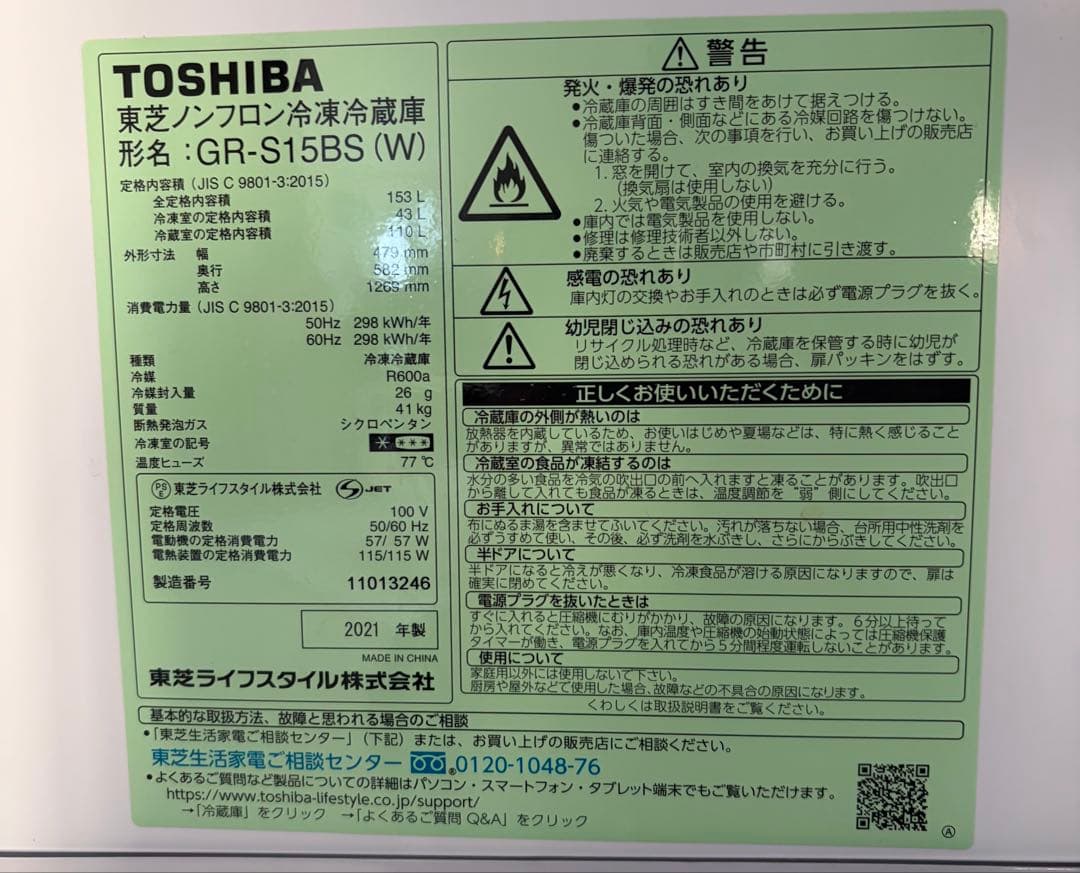 TOSHIBA
東芝ノンフロン冷凍冷蔵庫
形名：GR-S15BS (W)
定格内容積 (JIS C 9801-3:2015)
全定格内容積 153 L
冷凍室の定格内容積 43 L
冷蔵室の定格内容積 110 L
外形寸法 幅 479 mm
奥行 582 mm
高さ 1265 mm
消費電力量 (JIS C 9801-3:2015)
50Hz 298 kWh/年
60Hz 298 kWh/年
種類 冷凍冷蔵庫
冷媒 R600a
冷媒封入量 26 g
質量 41 kg
断熱発泡ガス シクロペンタン
冷凍室の記号
温度ヒューズ 77 ℃
PSE 東芝ライフスタイル株式会社 JET
定格電圧 100 V
定格周波数 50/60 Hz
電動機の定格消費電力 57/ 57 W
電熱装置の定格消費電力 115/115 W
製造番号 11013246
2021 年製
MADE IN CHINA
東芝ライフスタイル株式会社
警告
発火・爆発の恐れあり
●冷蔵庫の周囲はすき間をあけて据えつける。
●冷蔵庫背面・側面などにある冷媒回路を傷つけない。
傷ついた場合、次の事項を行い、お買い上げの販売店
に連絡する。
1. 窓を開けて、室内の換気を充分に行う。
(換気扇は使用しない)
2. 火気や電気製品の使用を避ける。
●庫内では電気製品を使用しない。
●修理は修理技術者以外しない。
●廃棄するときは販売店や市町村に引き渡す。
感電の恐れあり
庫内灯の交換やお手入れのときは必ず電源プラグを抜く。
幼児閉じ込みの恐れあり
リサイクル処理時など、冷蔵庫を保管する時に幼児が
閉じ込められる恐れがある場合、扉パッキンをはずす。
正しくお使いいただくために
冷蔵庫の外側が熱いのは
放熱器を内蔵しているため、お使いはじめや夏場などは、特に熱く感じること
がありますが、異常ではありません。
冷蔵室の食品が凍結するのは
水分の多い食品を冷気の吹出口の前へ入れますと凍ることがあります。吹出口
から離して入れても食品が凍るときは、温度調節を“弱”側にしてください。
お手入れについて
布にぬるま湯を含ませてふいてください。汚れが落ちない場合、台所用中性洗剤を
必ずうすめて使い、その後、必ず洗剤を水ぶきし、さらにからぶきしてください。
半ドアについて
半ドアになると冷えが悪くなり、冷凍食品が溶ける原因になりますので、扉は
確実に閉めてください。
電源プラグを抜いたときは
すぐに入れると圧縮機にむりがかかり、故障の原因になります。6分以上待って
から入れてください。なお、庫内温度や圧縮機の始動状態によっては圧縮機保護
タイマーが働き、電源プラグを入れてから5分間程度運転しないことがあります。
使用について
家庭用以外には使用しないで下さい。
厨房や屋外などで使用した場合、故障などの不具合の原因になります。
くわしくは取扱説明書をご覧ください。
基本的な取扱方法、故障と思われる場合のご相談
●「東芝生活家電ご相談センター」(下記) または、お買い上げの販売店にご相談ください。
東芝生活家電ご相談センター 0120-1048-76
●よくあるご質問など製品についての詳細はパソコン・スマートフォン・タブレット端末でもご覧いただけます。
https://www.toshiba-lifestyle.co.jp/support/
→「冷蔵庫」をクリック →「よくあるご質問 Q&A」をクリック
Ⓐ